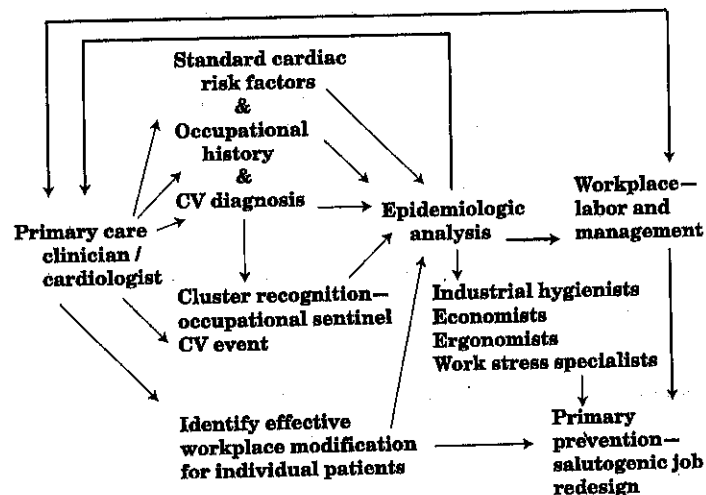 Standard cardiac
risk factors
&
Occupational
history
&
CV diagnosis
Primary care
clinician /
cardiologist
Epidemiologic
analysis
Workplace—
labor and
management
Cluster recognition—
occupational sentinel
CV event
Industrial hygienists
Economists
Ergonomists
Work stress specialists
Identify effective
workplace modification
for individual patients
Primary
prevention—
salutogenic job
redesign